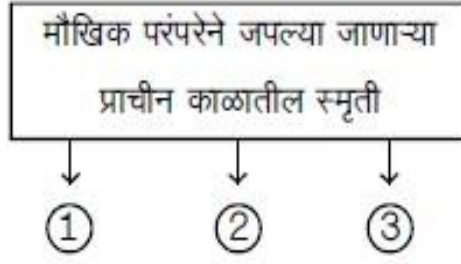 मौखिक परंपरेने जपल्या जाणाऱ्या
प्राचीन काळातील स्मृती
① ② ③